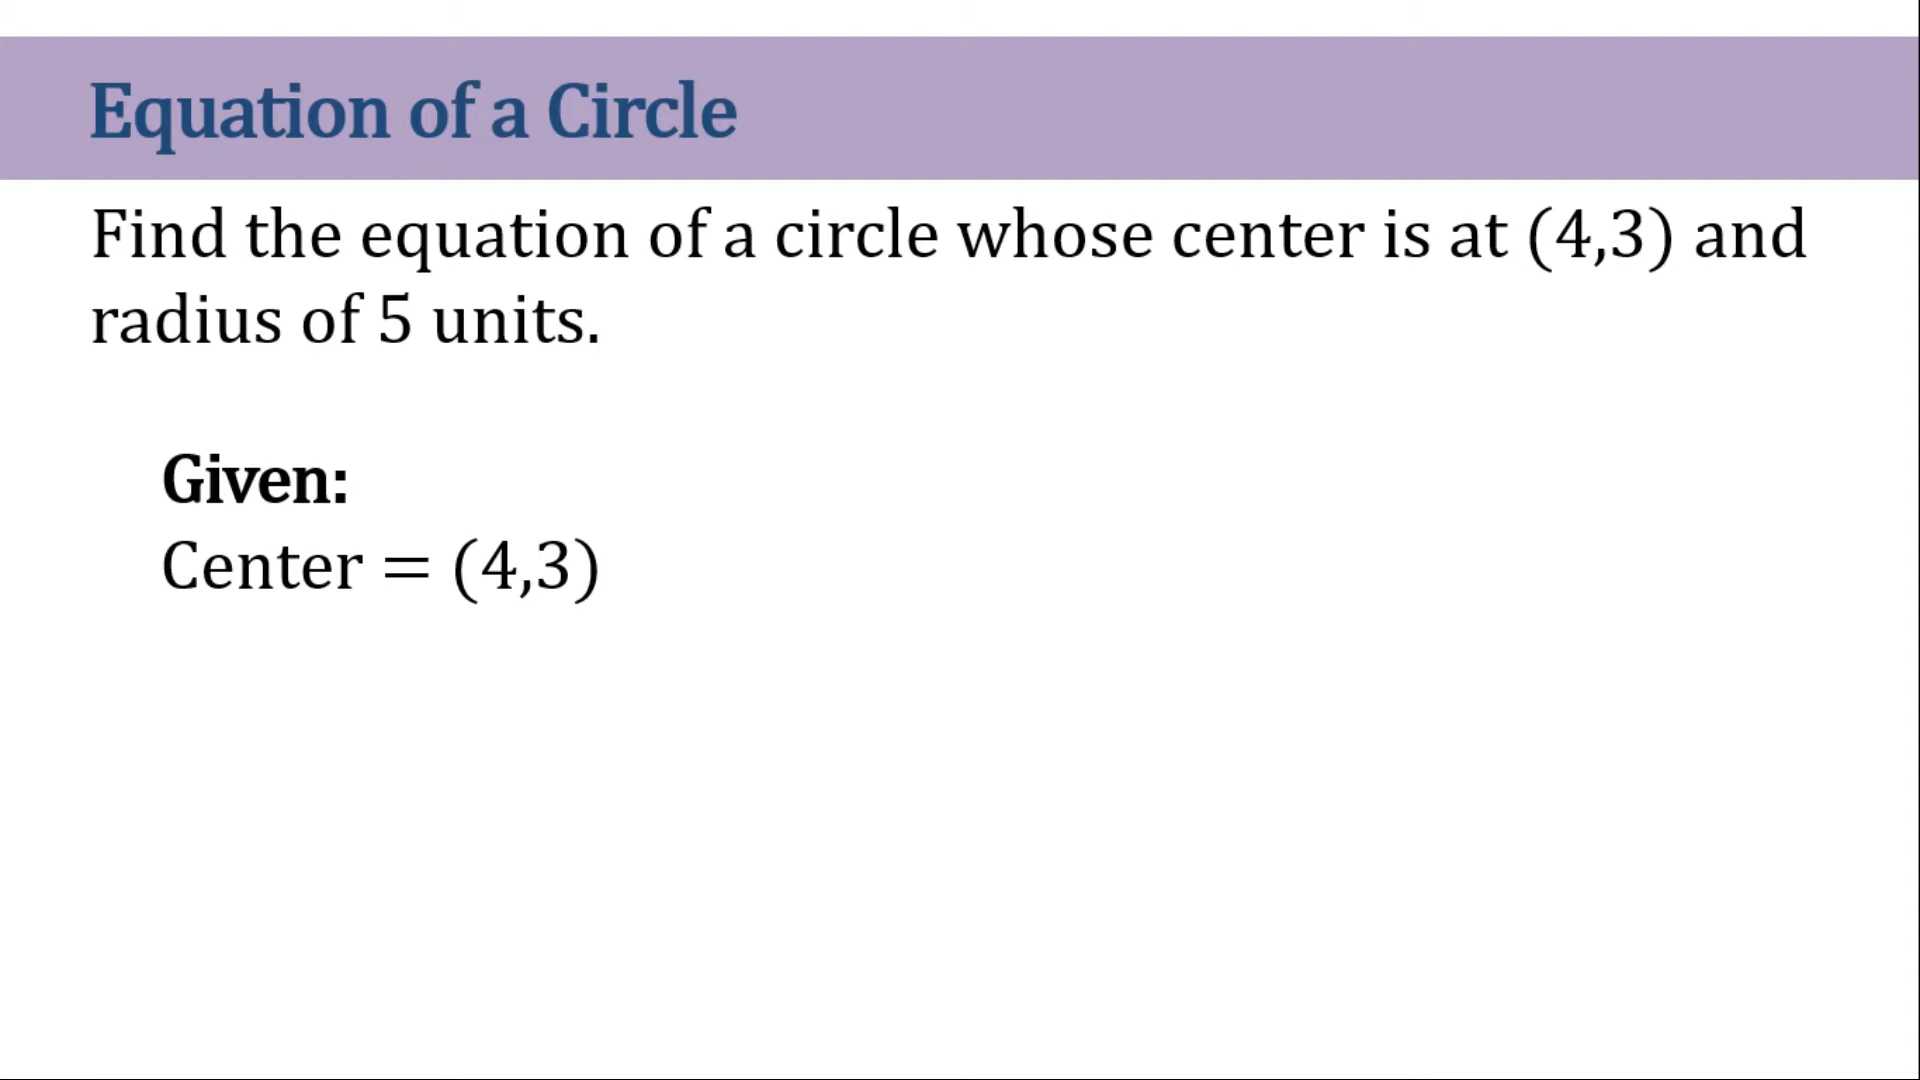 Equation of a Circle
Find the equation of a circle whose center is at (4,3) and
radius of 5 units.
Given:
Center = (4,3)